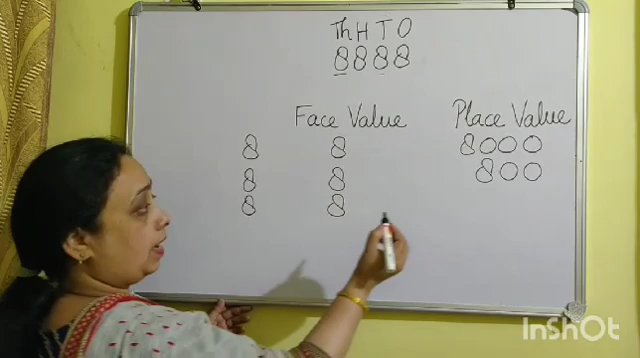 Th H T O
8888
Face Value Place Value
8 8 8000
8 8 800
8 8
InShOt